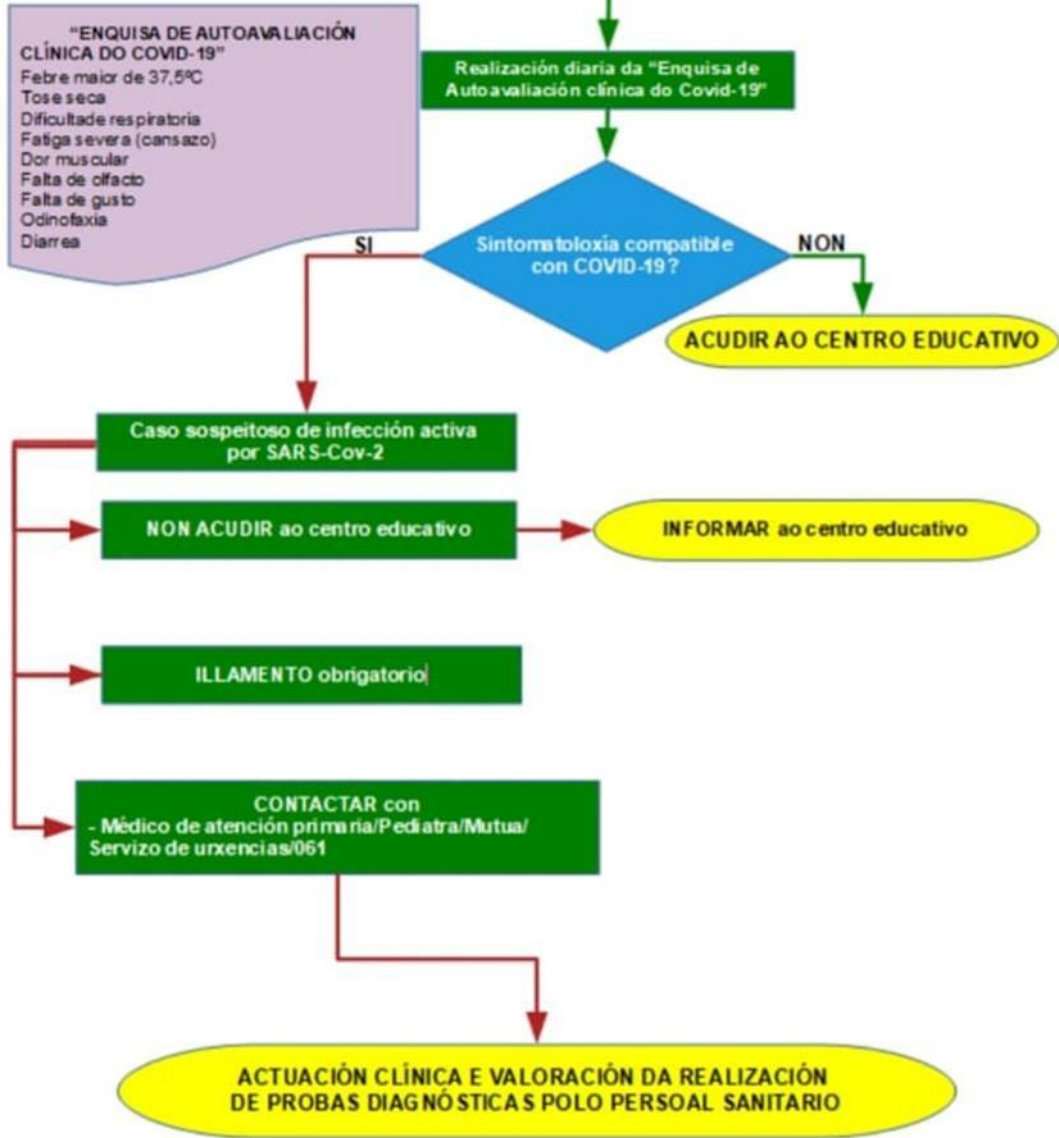 "ENQUISA DE AUTOAVALIACIÓN
CLÍNICA DO COVID-19"
Febre maior de 37,5ºC
Tose seca
Dificultade respiratoria
Fatiga severa (cansazo)
Dor muscular
Falta de olfacto
Falta de gusto
Odinofaxia
Diarrea
Realización diaria da "Enquisa de
Autoavaliación clínica do Covid-19"
Sintomatoloxía compatible
con COVID-19?
SI
NON
ACUDIR AO CENTRO EDUCATIVO
Caso sospeitoso de infección activa
por SARS-Cov-2
NON ACUDIR ao centro educativo
INFORMAR ao centro educativo
ILLAMENTO obrigatorio
CONTACTAR con
- Médico de atención primaria/Pediatra/Mutua/
Servizo de urxencias/061
ACTUACIÓN CLÍNICA E VALORACIÓN DA REALIZACIÓN
DE PROBAS DIAGNÓSTICAS POLO PERSOAL SANITARIO